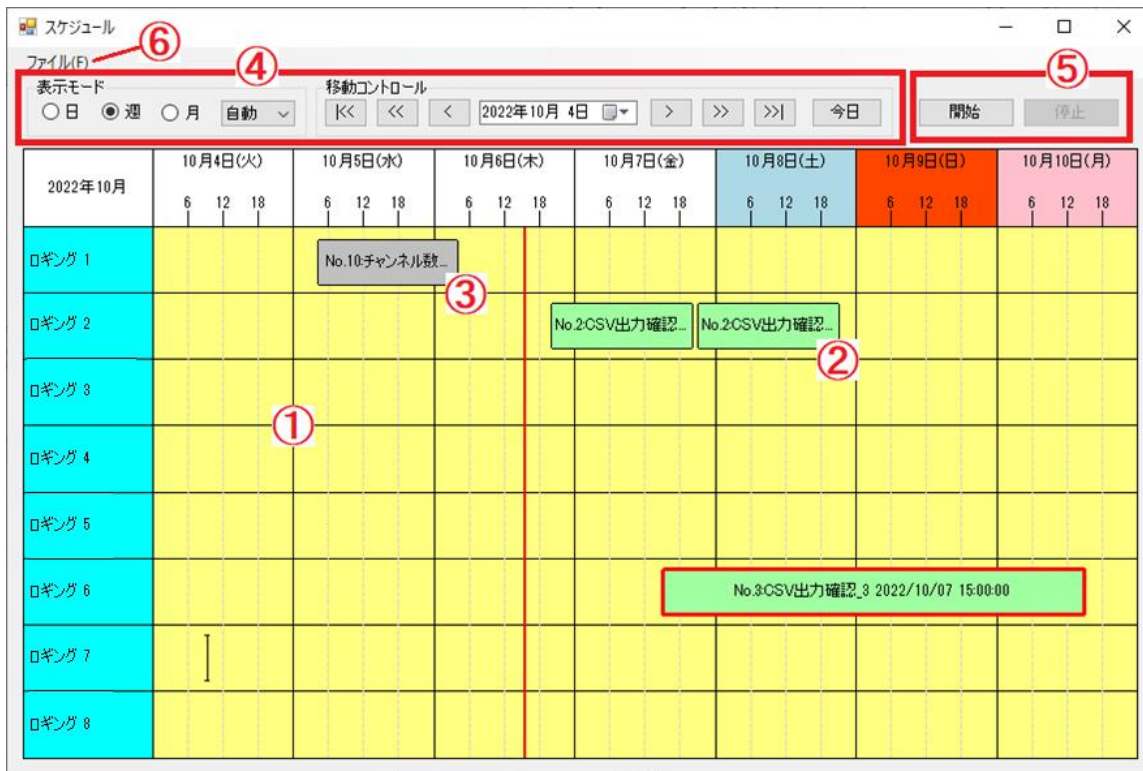 スケジュール
ファイル(F)
⑥
④
⑤
表示モード
移動コントロール
日 週 月 自動
|<< << < 2022年10月 4日 > >> >>| 今日
開始 停止
2022年10月
10月4日(火) 10月5日(水) 10月6日(木) 10月7日(金) 10月8日(土) 10月9日(日) 10月10日(月)
6 12 18 6 12 18 6 12 18 6 12 18 6 12 18 6 12 18 6 12 18
ロギング 1
No.10:チャンネル数...
③
ロギング 2
No.2:CSV出力確認... No.2:CSV出力確認...
②
ロギング 3
①
ロギング 4
ロギング 5
ロギング 6
No.3:CSV出力確認_3 2022/10/07 15:00:00
ロギング 7
ロギング 8